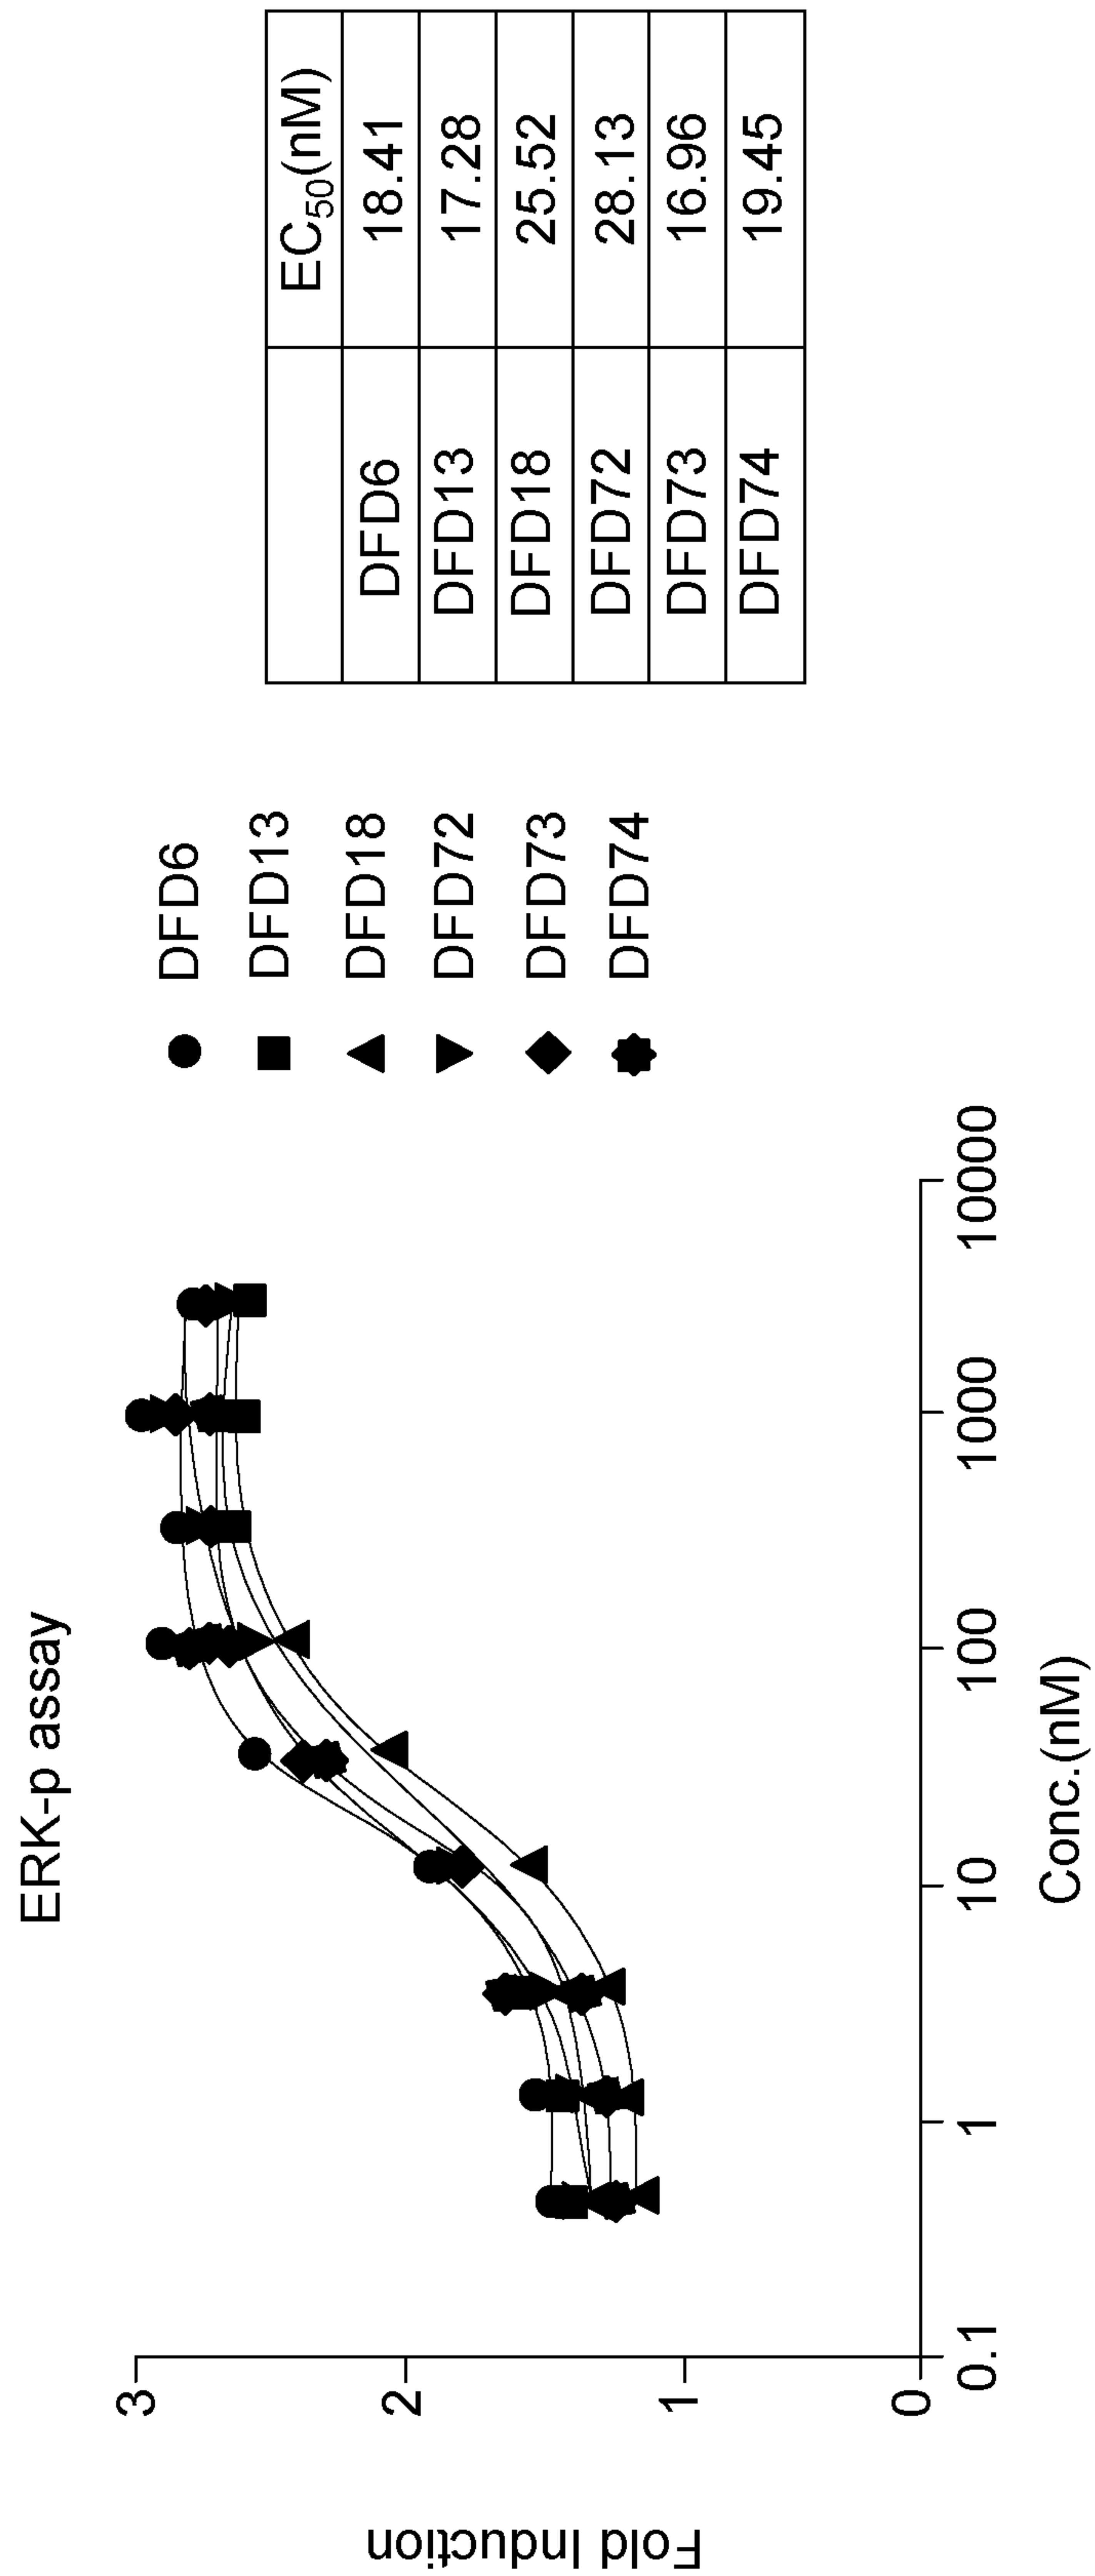 ERK-p assay
Fold Induction
3
2
1
0
0.1
1
10
100
1000
10000
Conc.(nM)
DFD6
DFD13
DFD18
DFD72
DFD73
DFD74
EC50(nM)
DFD6 18.41
DFD13 17.28
DFD18 25.52
DFD72 28.13
DFD73 16.96
DFD74 19.45